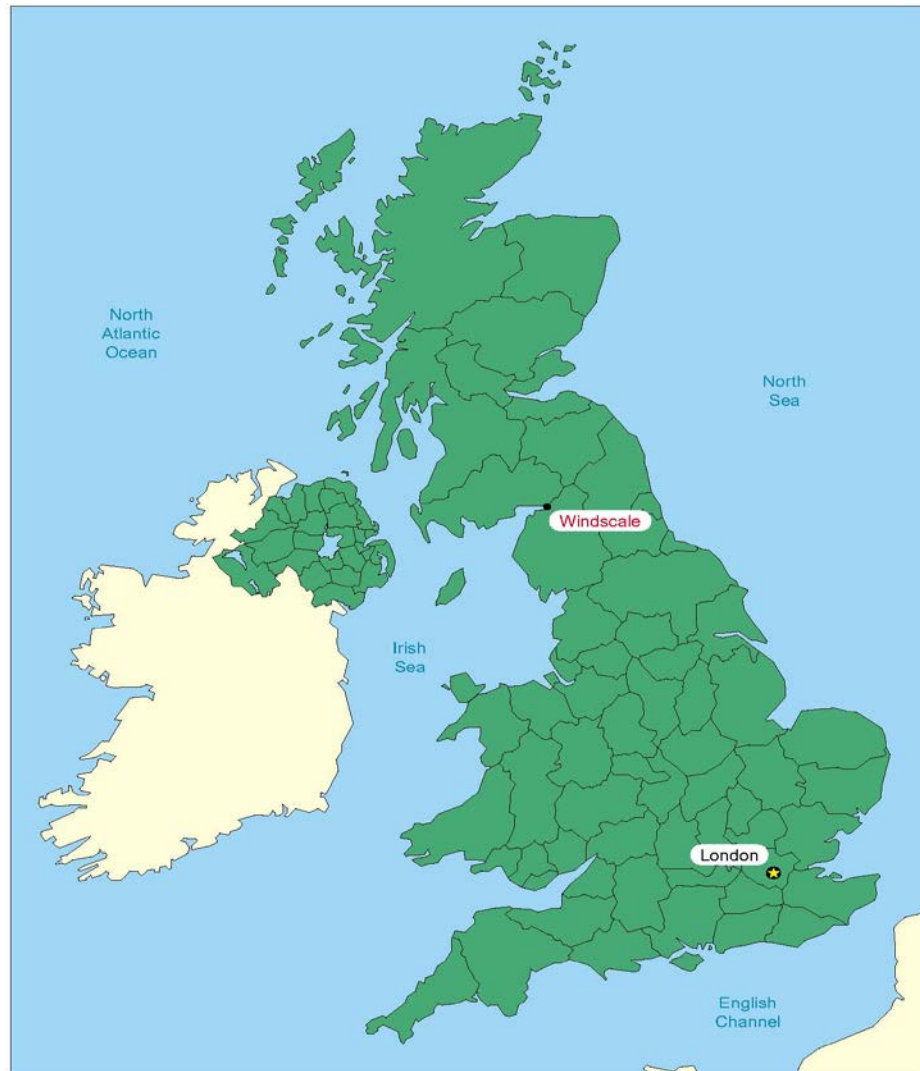 North
Atlantic
Ocean
North
Sea
Windscale
Irish
Sea
London
English
Channel